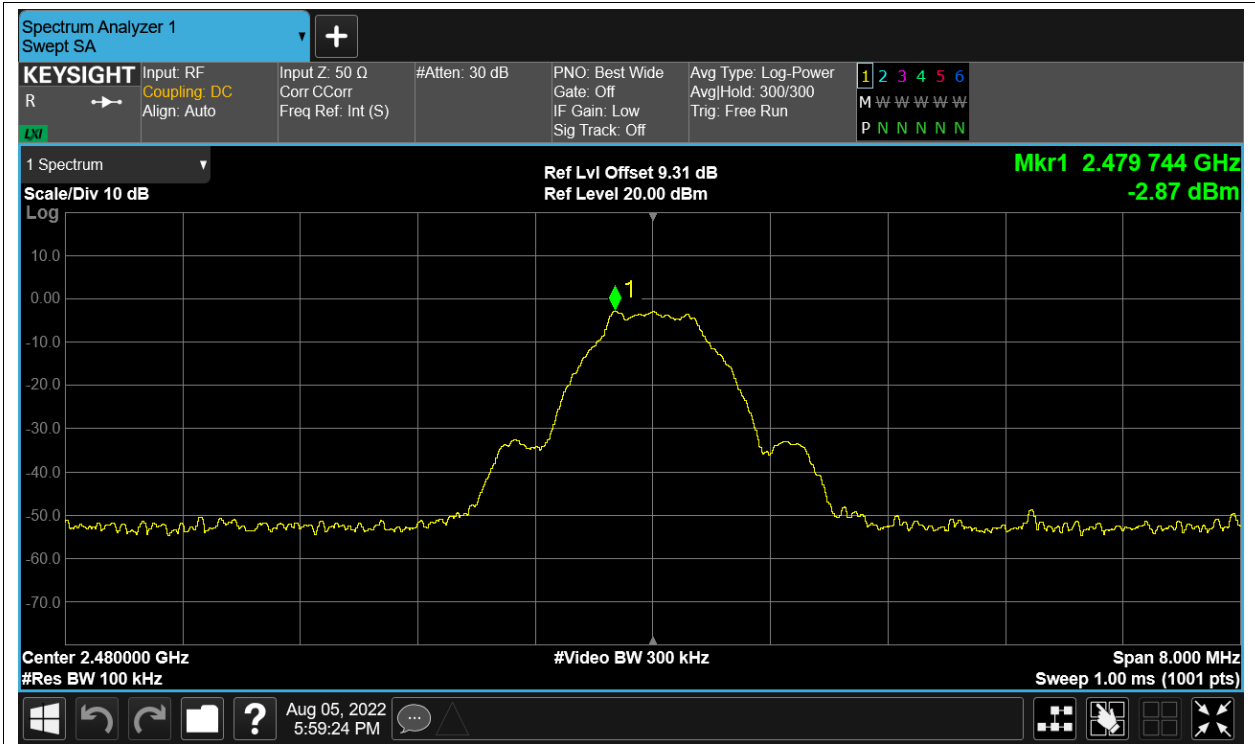 Spectrum Analyzer 1
Swept SA
KEYSIGHT
R
LXI
Input: RF
Coupling: DC
Align: Auto
Input Z: 50 Ω
Corr CCorr
Freq Ref: Int (S)
#Atten: 30 dB
PNO: Best Wide
Gate: Off
IF Gain: Low
Sig Track: Off
Avg Type: Log-Power
Avg|Hold: 300/300
Trig: Free Run
1 2 3 4 5 6
M W W W W W
P N N N N N
1 Spectrum
Scale/Div 10 dB
Log
Ref Lvl Offset 9.31 dB
Ref Level 20.00 dBm
Mkr1 2.479 744 GHz
-2.87 dBm
10.0
0.00
-10.0
-20.0
-30.0
-40.0
-50.0
-60.0
-70.0
1
Center 2.480000 GHz
#Res BW 100 kHz
#Video BW 300 kHz
Span 8.000 MHz
Sweep 1.00 ms (1001 pts)
?
Aug 05, 2022
5:59:24 PM